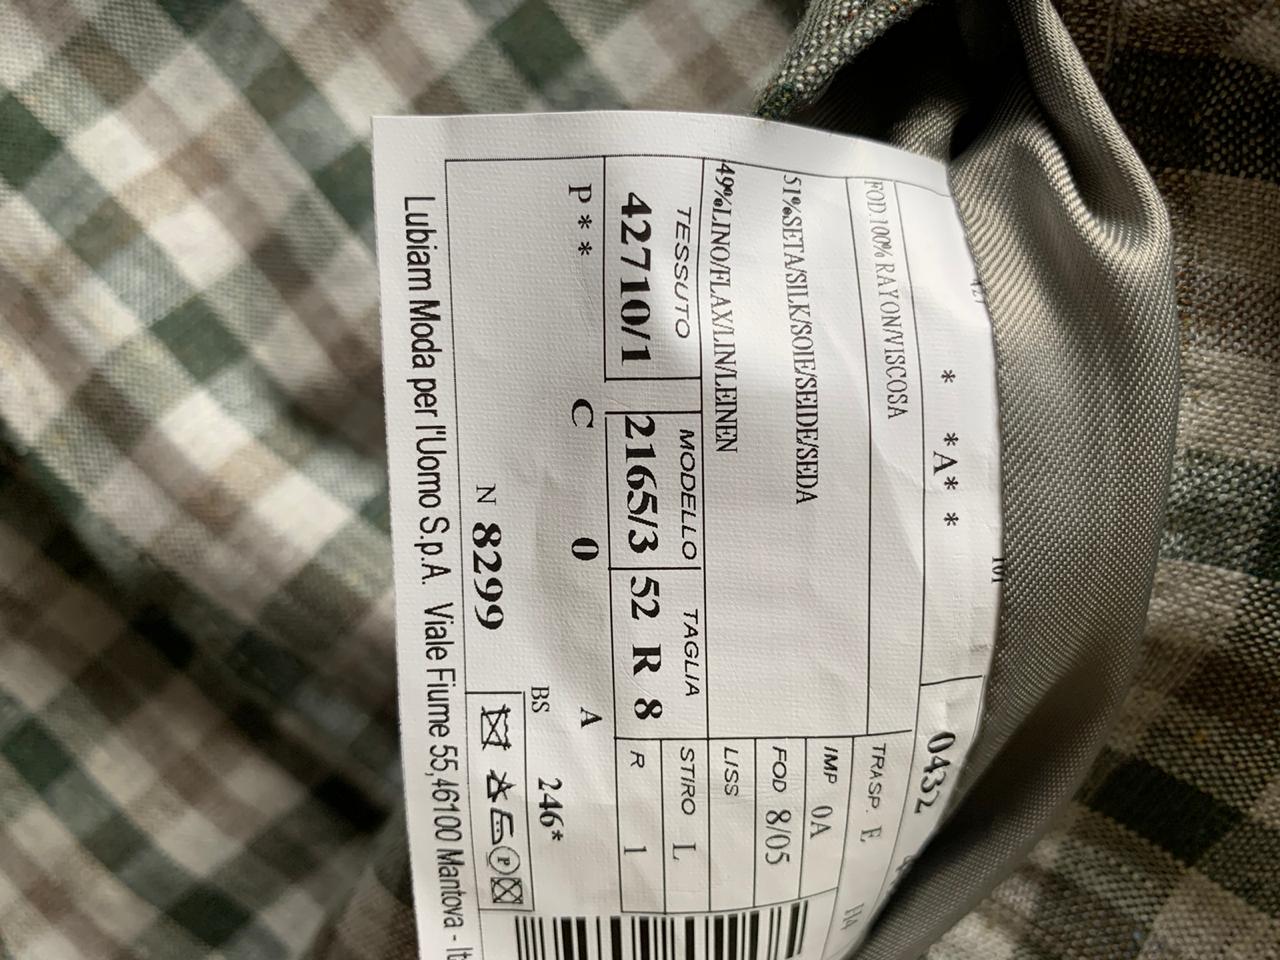 * *A* * 0432
FOD.100% RAYON/VISCOSA TRASP. E
IMP 0A
51%SETA/SILK/SOIE/SEIDE/SEDA FOD 8/05
49%LINO/FLAX/LIN/LEINEN LISS
TESSUTO MODELLO TAGLIA STIRO L
42710/1 2165/3 52 R 8 R 1
P** C 0 A
BS 246*
N 8299
P
Lubiam Moda per l'Uomo S.p.A. Viale Fiume 55,46100 Mantova - It